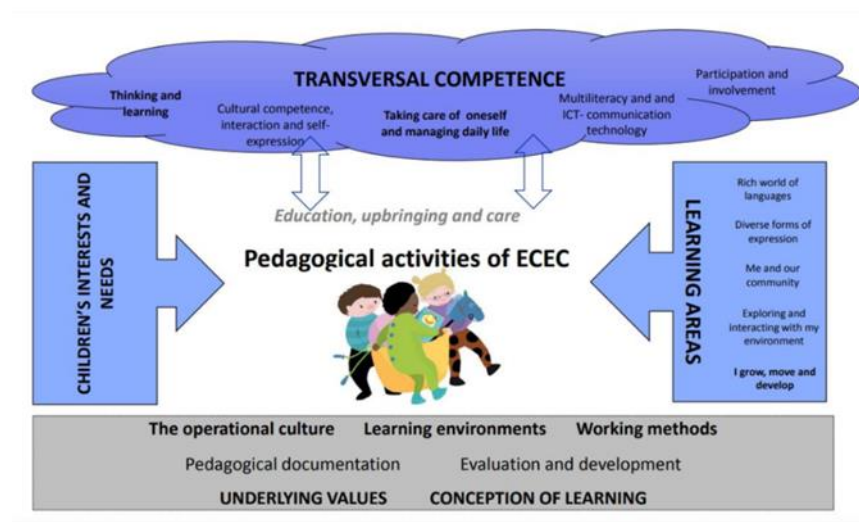 TRANSVERSAL COMPETENCE
Thinking and
learning
Cultural competence,
interaction and self-
expression
Taking care of oneself
and managing daily life
Multiliteracy and and
ICT- communication
technology
Participation and
involvement
CHILDREN'S INTERESTS AND
NEEDS
Education, upbringing and care
Pedagogical activities of ECEC
LEARNING AREAS
Rich world of
languages
Diverse forms of
expression
Me and our
community
Exploring and
interacting with my
environment
I grow, move and
develop
The operational culture Learning environments Working methods
Pedagogical documentation Evaluation and development
UNDERLYING VALUES CONCEPTION OF LEARNING